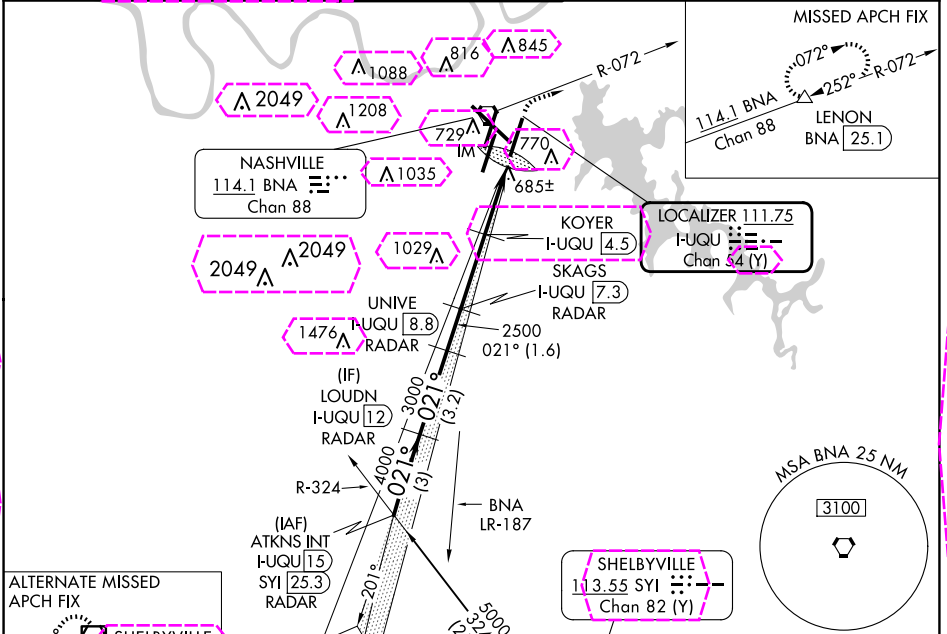 MISSED APCH FIX
072°
252°
R-072
114.1 BNA
Chan 88
LENON
BNA 25.1
845
816
1088
R-072
2049
1208
729
IM
770
NASHVILLE
114.1 BNA
Chan 88
1035
685±
KOYER
I-UQU 4.5
LOCALIZER 111.75
I-UQU
Chan 54 (Y)
2049
2049
1029
SKAGS
I-UQU 7.3
RADAR
UNIVE
I-UQU 8.8
RADAR
1476
2500
021° (1.6)
(IF)
LOUDN
I-UQU 12
RADAR
3000
021°
(3.2)
4000
021°
(3)
R-324
BNA
LR-187
(IAF)
ATKNS INT
I-UQU 15
SYI 25.3
RADAR
201°
MSA BNA 25 NM
3100
SHELBYVILLE
113.55 SYI
Chan 82 (Y)
5000
ALTERNATE MISSED
APCH FIX
SHELBYVILLE